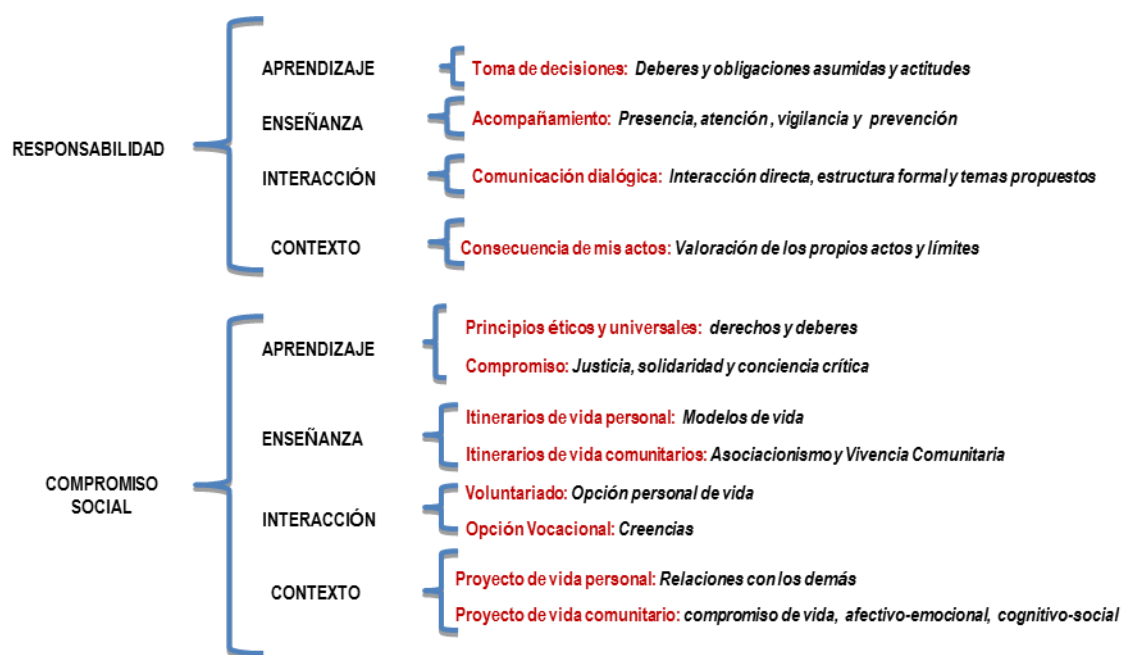 RESPONSABILIDAD
APRENDIZAJE
Toma de decisiones: Deberes y obligaciones asumidas y actitudes
ENSEÑANZA
Acompañamiento: Presencia, atención , vigilancia y prevención
INTERACCIÓN
Comunicación dialógica: Interacción directa, estructura formal y temas propuestos
CONTEXTO
Consecuencia de mis actos: Valoración de los propios actos y límites
COMPROMISO
SOCIAL
APRENDIZAJE
Principios éticos y universales: derechos y deberes
Compromiso: Justicia, solidaridad y conciencia crítica
ENSEÑANZA
Itinerarios de vida personal: Modelos de vida
Itinerarios de vida comunitarios: Asociacionismo y Vivencia Comunitaria
INTERACCIÓN
Voluntariado: Opción personal de vida
Opción Vocacional: Creencias
CONTEXTO
Proyecto de vida personal: Relaciones con los demás
Proyecto de vida comunitario: compromiso de vida, afectivo-emocional, cognitivo-social